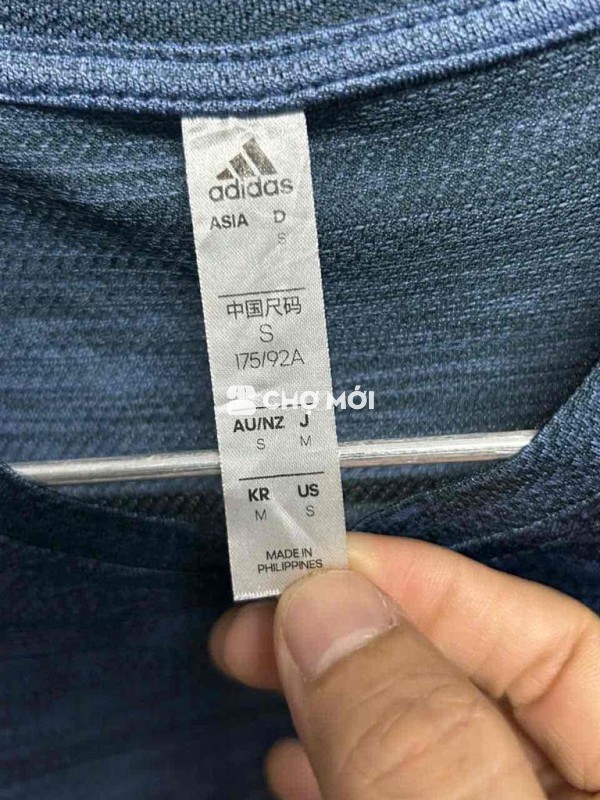 adidas
ASIA D
S
中国尺码
S
175/92A
CHỢ MỚI
AU/NZ J
S M
KR US
M S
MADE IN
PHILIPPINES